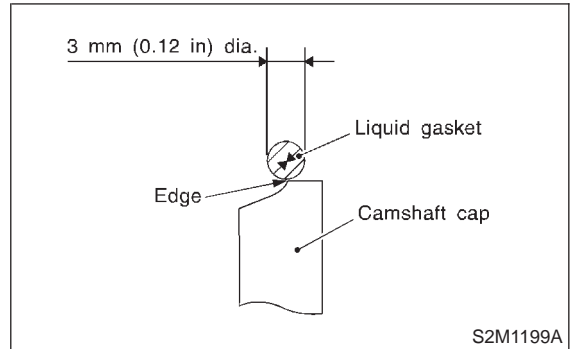 3 mm (0.12 in) dia.
Liquid gasket
Edge
Camshaft cap
S2M1199A